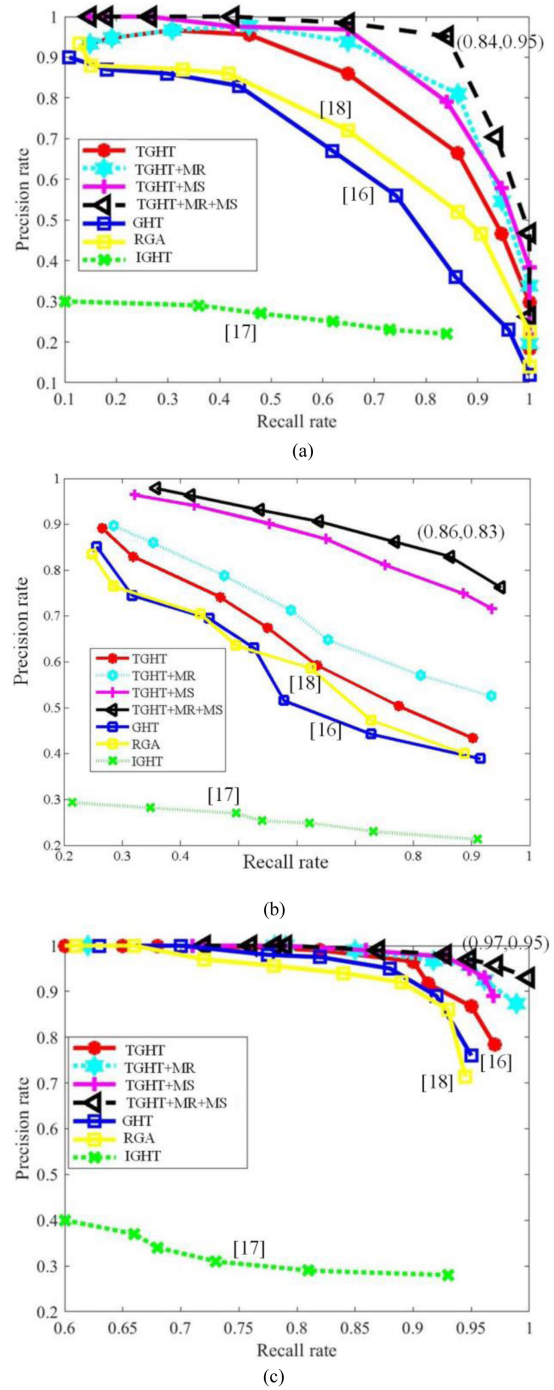 1
0.9
0.8
0.7
0.6
0.5
0.4
0.3
0.2
0.1
Precision rate
(0.84,0.95)
[18]
[16]
[17]
TGHT
TGHT+MR
TGHT+MS
TGHT+MR+MS
GHT
RGA
IGHT
0.1 0.2 0.3 0.4 0.5 0.6 0.7 0.8 0.9 1
Recall rate
(a)
1
0.9
0.8
0.7
0.6
0.5
0.4
0.3
0.2
Precision rate
(0.86,0.83)
[18]
[16]
[17]
TGHT
TGHT+MR
TGHT+MS
TGHT+MR+MS
GHT
RGA
IGHT
0.2 0.3 0.4 0.8 0.9 1
Recall rate
(b)
1
0.9
0.8
0.7
0.6
0.5
0.4
0.3
0.2
Precision rate
(0.97,0.95)
[16]
[18]
[17]
TGHT
TGHT+MR
TGHT+MS
TGHT+MR+MS
GHT
RGA
IGHT
0.6 0.65 0.7 0.75 0.8 0.85 0.9 0.95 1
Recall rate
(c)